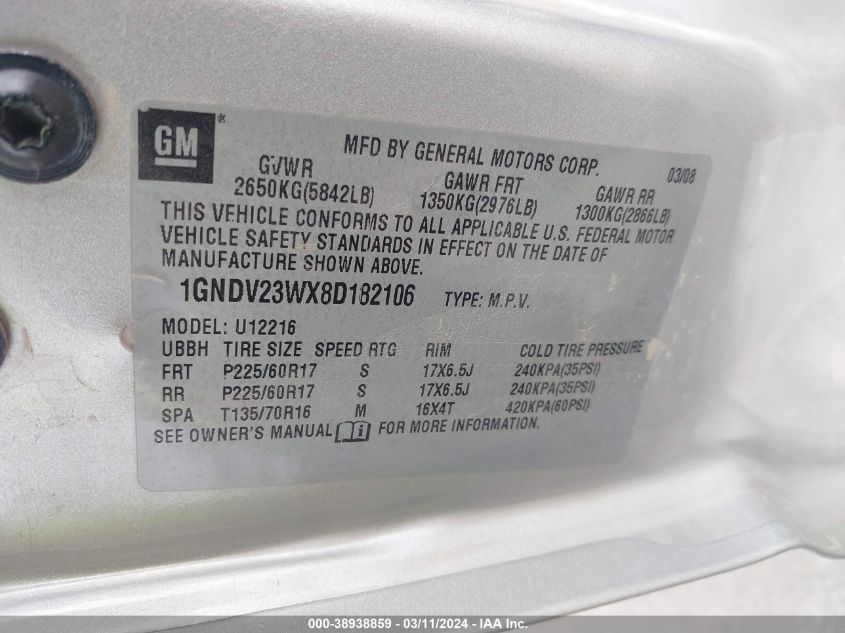 GM ®
MFD BY GENERAL MOTORS CORP. 03/08
GVWR GAWR FRT GAWR RR
2650KG(5842LB) 1350KG(2976LB) 1300KG(2866LB)
THIS VEHICLE CONFORMS TO ALL APPLICABLE U.S. FEDERAL MOTOR
VEHICLE SAFETY STANDARDS IN EFFECT ON THE DATE OF
MANUFACTURE SHOWN ABOVE.
1GNDV23WX8D182106 TYPE: M.P.V.
MODEL: U12216
UBBH TIRE SIZE SPEED RTG RIM COLD TIRE PRESSURE
FRT P225/60R17 S 17X6.5J 240KPA(35PSI)
RR P225/60R17 S 17X6.5J 240KPA(35PSI)
SPA T135/70R16 M 16X4T 420KPA(60PSI)
SEE OWNER'S MANUAL i FOR MORE INFORMATION.
000-38938859 - 03/11/2024 - IAA Inc.